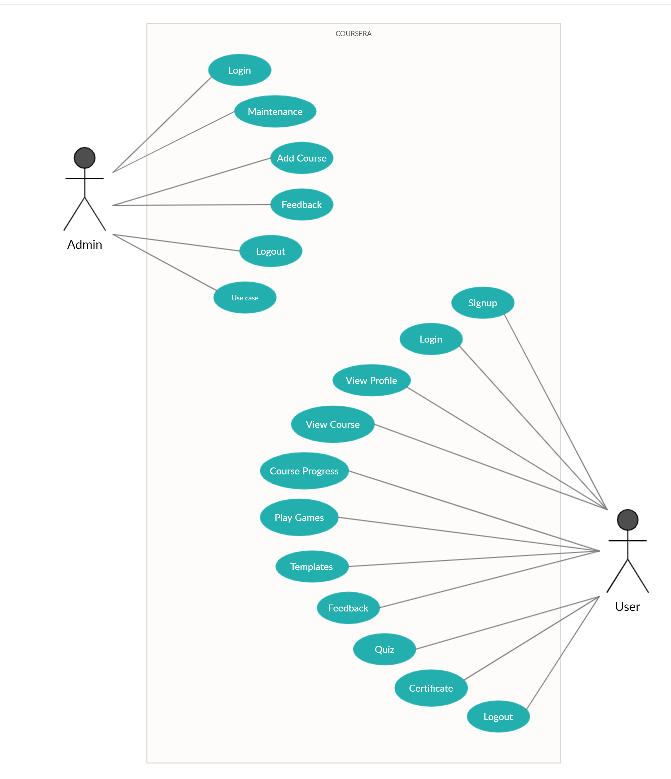 COURSERA
Login
Maintenance
Add Course
Feedback
Logout
Use case
Admin
Signup
Login
View Profile
View Course
Course Progress
Play Games
Templates
Feedback
Quiz
Certificate
Logout
User